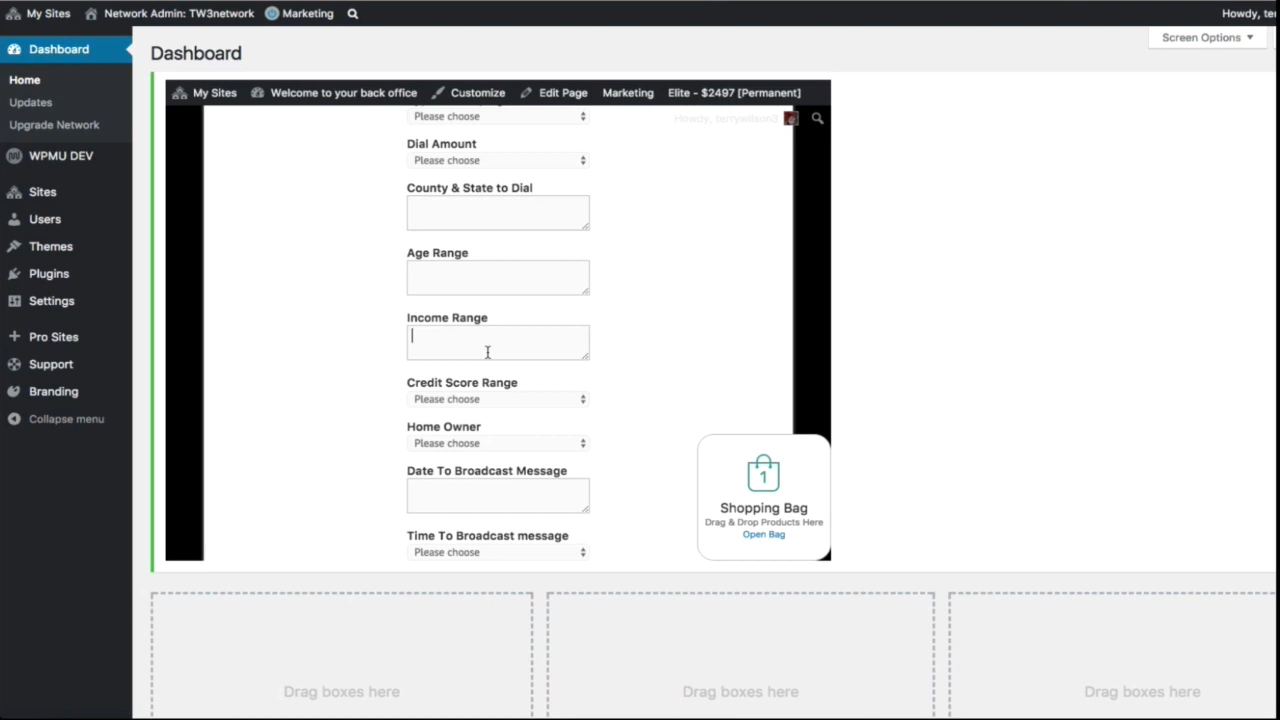 My Sites Network Admin: TW3network Marketing Howdy, te
Dashboard
Home
Updates
Upgrade Network
WPMU DEV
Sites
Users
Themes
Plugins
Settings
Pro Sites
Support
Branding
Collapse menu
Dashboard
Screen Options
My Sites Welcome to your back office Customize Edit Page Marketing Elite - $2497 [Permanent]
Howdy, terrywilson3
Please choose
Dial Amount
Please choose
County & State to Dial
Age Range
Income Range
Credit Score Range
Please choose
Home Owner
Please choose
Date To Broadcast Message
Time To Broadcast message
Please choose
1
Shopping Bag
Drag & Drop Products Here
Open Bag
Drag boxes here Drag boxes here Drag boxes here